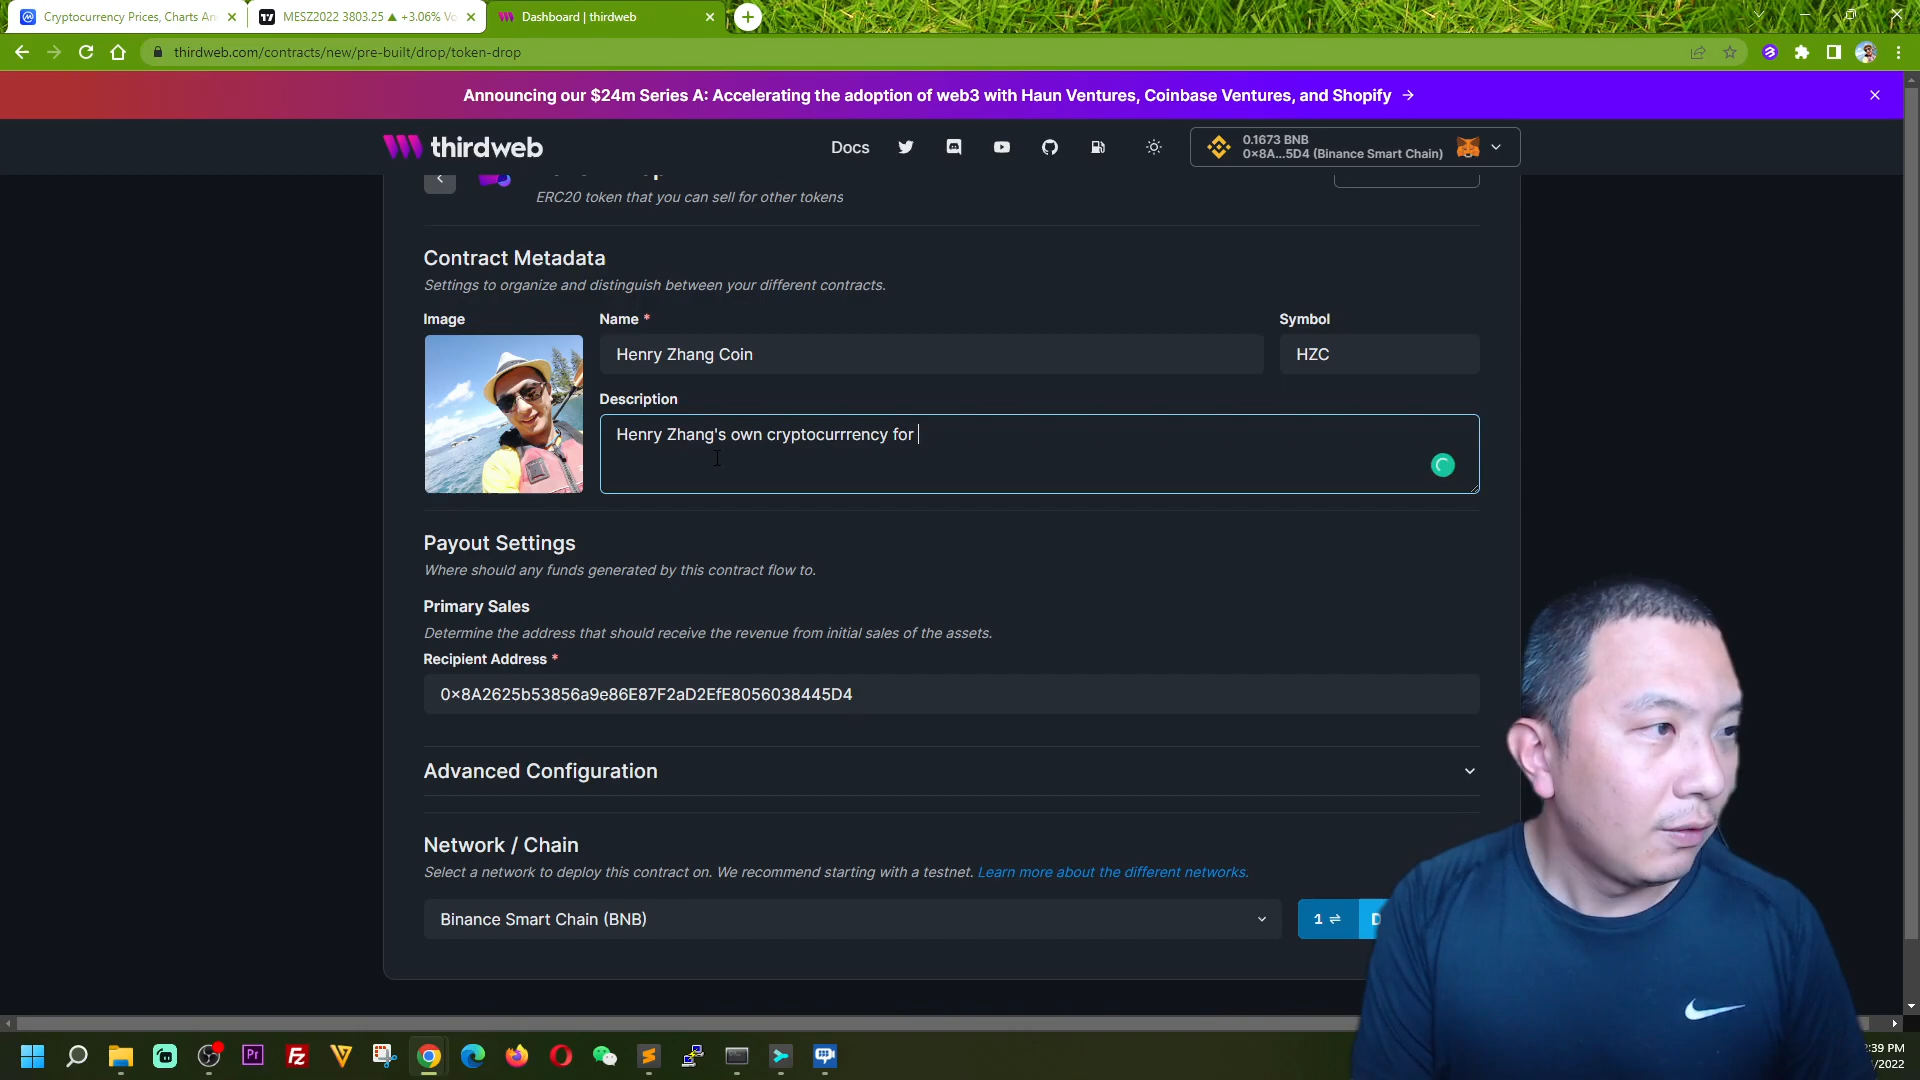 Cryptocurrency Prices, Charts An
MESZ2022 3803.25 ▲ +3.06% Vo
Dashboard | thirdweb
thirdweb.com/contracts/new/pre-built/drop/token-drop
Announcing our $24m Series A: Accelerating the adoption of web3 with Haun Ventures, Coinbase Ventures, and Shopify →
thirdweb
Docs
0.1673 BNB
0x8A...5D4 (Binance Smart Chain)
ERC20 token that you can sell for other tokens
Contract Metadata
Settings to organize and distinguish between your different contracts.
Image
Name *
Symbol
Henry Zhang Coin
HZC
Description
Henry Zhang's own cryptocurrrency for
Payout Settings
Where should any funds generated by this contract flow to.
Primary Sales
Determine the address that should receive the revenue from initial sales of the assets.
Recipient Address *
0x8A2625b53856a9e86E87F2aD2EfE8056038445D4
Advanced Configuration
Network / Chain
Select a network to deploy this contract on. We recommend starting with a testnet. Learn more about the different networks.
Binance Smart Chain (BNB)
1 ⇌ D
Pr
Fz
:39 PM
/2022